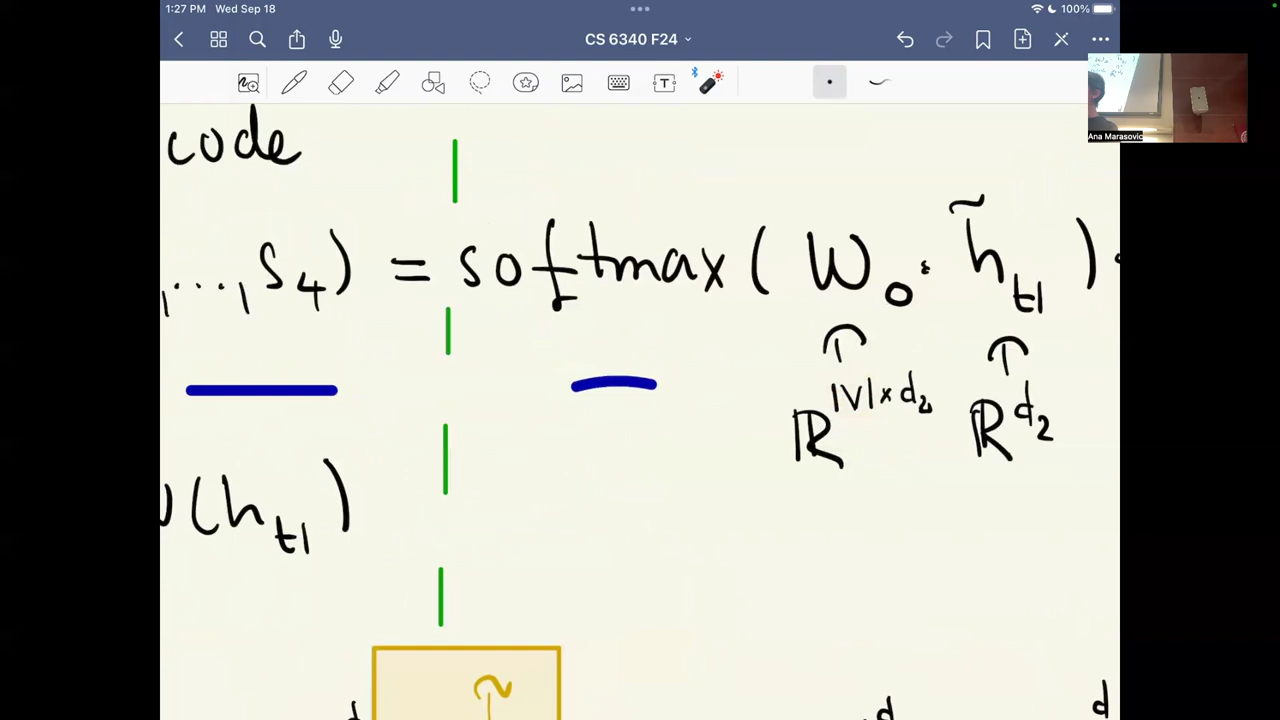 1:27 PM Wed Sep 18
100%
CS 6340 F24
T
Ana Marasovic
code
,...,s₄) = softmax( W₀ · h̃ₜ₁ )
ℝ^|V|×d₂ ℝ^d₂
(hₜ₁)
d d